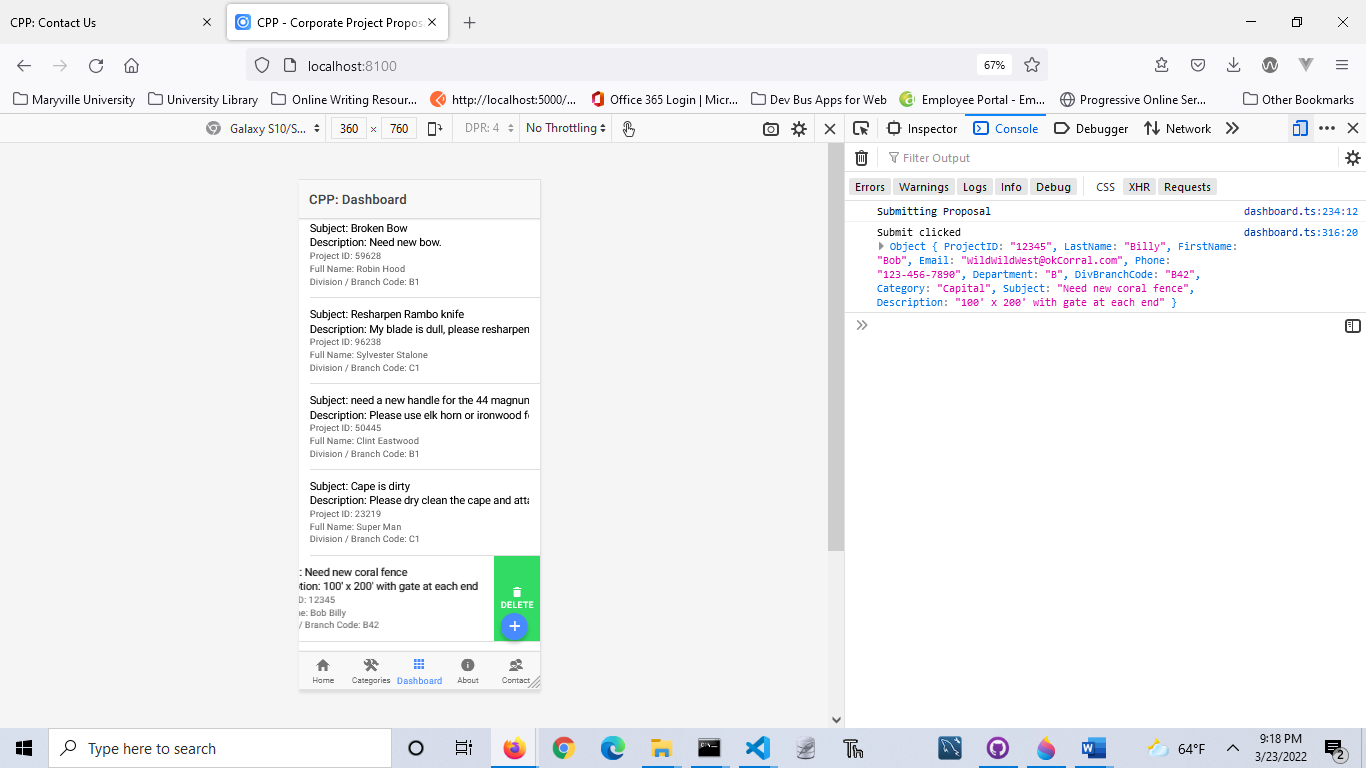 CPP: Contact Us
CPP - Corporate Project Propos
localhost:8100
67%
Maryville University
University Library
Online Writing Resour...
http://localhost:5000/...
Office 365 Login | Micr...
Dev Bus Apps for Web
Employee Portal - Em...
Progressive Online Ser...
Other Bookmarks
Galaxy S10/S...
360 × 760
DPR: 4
No Throttling
Inspector
Console
Debugger
Network
Filter Output
Errors
Warnings
Logs
Info
Debug
CSS
XHR
Requests
Submitting Proposal dashboard.ts:234:12
Submit clicked dashboard.ts:316:20
Object { ProjectID: "12345", LastName: "Billy", FirstName:
"Bob", Email: "WildWildWest@okCorral.com", Phone:
"123-456-7890", Department: "B", DivBranchCode: "B42",
Category: "Capital", Subject: "Need new coral fence",
Description: "100' x 200' with gate at each end" }
CPP: Dashboard
Subject: Broken Bow
Description: Need new bow.
Project ID: 59628
Full Name: Robin Hood
Division / Branch Code: B1
Subject: Resharpen Rambo knife
Description: My blade is dull, please resharpen
Project ID: 96238
Full Name: Sylvester Stalone
Division / Branch Code: C1
Subject: need a new handle for the 44 magnun
Description: Please use elk horn or ironwood f
Project ID: 50445
Full Name: Clint Eastwood
Division / Branch Code: B1
Subject: Cape is dirty
Description: Please dry clean the cape and atta
Project ID: 23219
Full Name: Super Man
Division / Branch Code: C1
: Need new coral fence
tion: 100' x 200' with gate at each end
D: 12345
ne: Bob Billy
/ Branch Code: B42
DELETE
Home
Categories
Dashboard
About
Contact
Type here to search
64°F
9:18 PM
3/23/2022
2